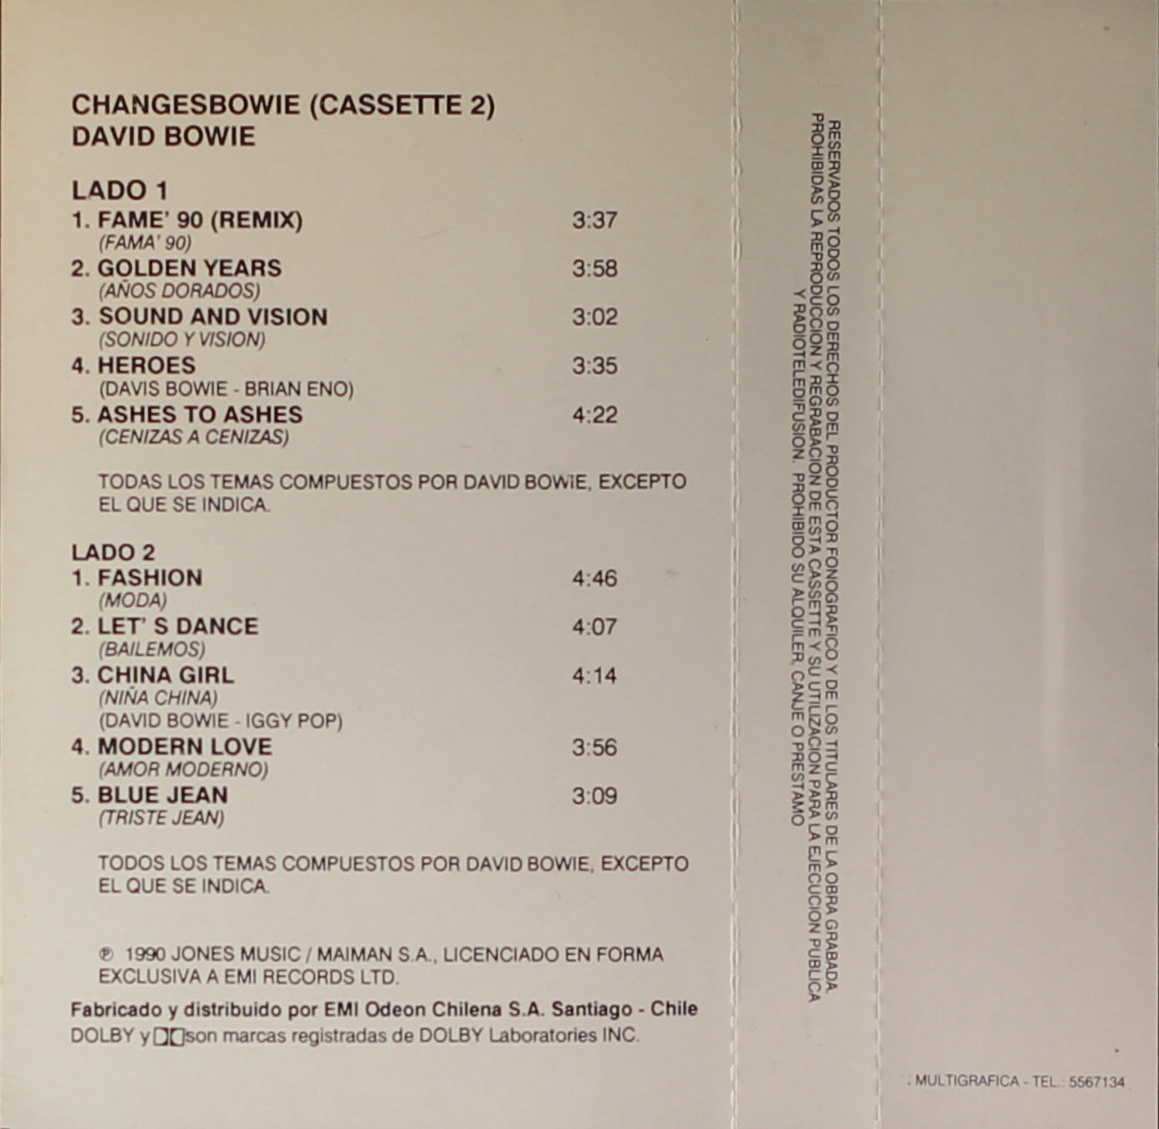 CHANGESBOWIE (CASSETTE 2)
DAVID BOWIE
LADO 1
1. FAME' 90 (REMIX) 3:37
(FAMA' 90)
2. GOLDEN YEARS 3:58
(AÑOS DORADOS)
3. SOUND AND VISION 3:02
(SONIDO Y VISION)
4. HEROES 3:35
(DAVIS BOWIE - BRIAN ENO)
5. ASHES TO ASHES 4:22
(CENIZAS A CENIZAS)
TODAS LOS TEMAS COMPUESTOS POR DAVID BOWiE, EXCEPTO
EL QUE SE INDICA.
LADO 2
1. FASHION 4:46
(MODA)
2. LET' S DANCE 4:07
(BAILEMOS)
3. CHINA GIRL 4:14
(NIÑA CHINA)
(DAVID BOWIE - IGGY POP)
4. MODERN LOVE 3:56
(AMOR MODERNO)
5. BLUE JEAN 3:09
(TRISTE JEAN)
TODOS LOS TEMAS COMPUESTOS POR DAVID BOWIE, EXCEPTO
EL QUE SE INDICA.
℗ 1990 JONES MUSIC / MAIMAN S.A., LICENCIADO EN FORMA
EXCLUSIVA A EMI RECORDS LTD.
Fabricado y distribuido por EMI Odeon Chilena S.A. Santiago - Chile
DOLBY y son marcas registradas de DOLBY Laboratories INC.
RESERVADOS TODOS LOS DERECHOS DEL PRODUCTOR FONOGRAFICO Y DE LOS TITULARES DE LA OBRA GRABADA.
PROHIBIDAS LA REPRODUCCION Y REGRABACION DE ESTA CASSETTE Y SU UTILIZACION PARA LA EJECUCION PUBLICA
Y RADIOTELEDIFUSION. PROHIBIDO SU ALQUILER, CANJE O PRESTAMO
MULTIGRAFICA - TEL.: 5567134